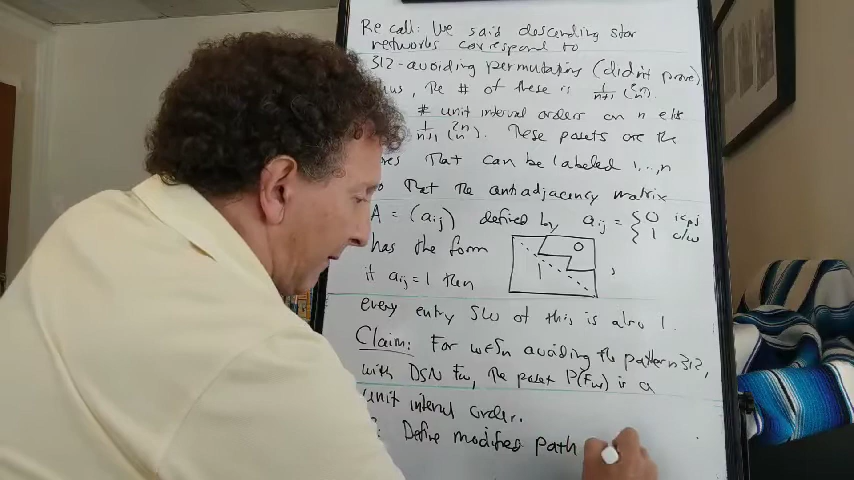 Recall: We said descending star
networks correspond to
312-avoiding permutations (didn't prove)
, the # of these is 1/n+1 (2n n).
# unit interval orders on n elts
1/n+1 (2n n). These posets are the
that can be labeled 1,...,n
that the antiadjacency matrix
A = (aij) defined by aij = { 0 i<pj
{ 1 o/w
has the form 0
1 ,
if aij = 1 then
every entry SW of this is also 1.
Claim: For w∈Sn avoiding the pattern 312,
with DSN Fw, the poset P(Fw) is a
unit interval order.
: Define modified path